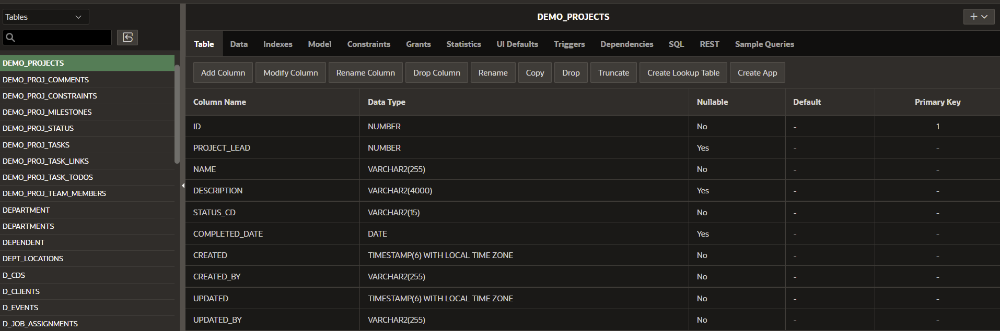 Tables
DEMO_PROJECTS
DEMO_PROJ_COMMENTS
DEMO_PROJ_CONSTRAINTS
DEMO_PROJ_MILESTONES
DEMO_PROJ_STATUS
DEMO_PROJ_TASKS
DEMO_PROJ_TASK_LINKS
DEMO_PROJ_TASK_TODOS
DEMO_PROJ_TEAM_MEMBERS
DEPARTMENT
DEPARTMENTS
DEPENDENT
DEPT_LOCATIONS
D_CDS
D_CLIENTS
D_EVENTS
D_JOB_ASSIGNMENTS
DEMO_PROJECTS
Table Data Indexes Model Constraints Grants Statistics UI Defaults Triggers Dependencies SQL REST Sample Queries
Add Column Modify Column Rename Column Drop Column Rename Copy Drop Truncate Create Lookup Table Create App
Column Name Data Type Nullable Default Primary Key
ID NUMBER No - 1
PROJECT_LEAD NUMBER Yes - -
NAME VARCHAR2(255) No - -
DESCRIPTION VARCHAR2(4000) Yes - -
STATUS_CD VARCHAR2(15) No - -
COMPLETED_DATE DATE Yes - -
CREATED TIMESTAMP(6) WITH LOCAL TIME ZONE No - -
CREATED_BY VARCHAR2(255) No - -
UPDATED TIMESTAMP(6) WITH LOCAL TIME ZONE No - -
UPDATED_BY VARCHAR2(255) No - -